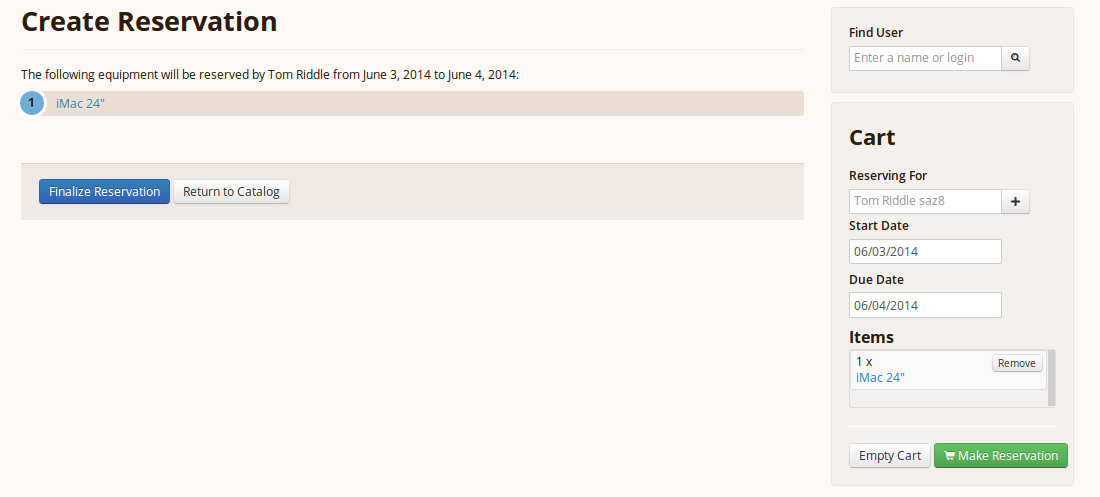 Create Reservation
The following equipment will be reserved by Tom Riddle from June 3, 2014 to June 4, 2014:
1 iMac 24"
Finalize Reservation Return to Catalog
Find User
Enter a name or login
Cart
Reserving For
Tom Riddle saz8
Start Date
06/03/2014
Due Date
06/04/2014
Items
1 x Remove
iMac 24"
Empty Cart Make Reservation